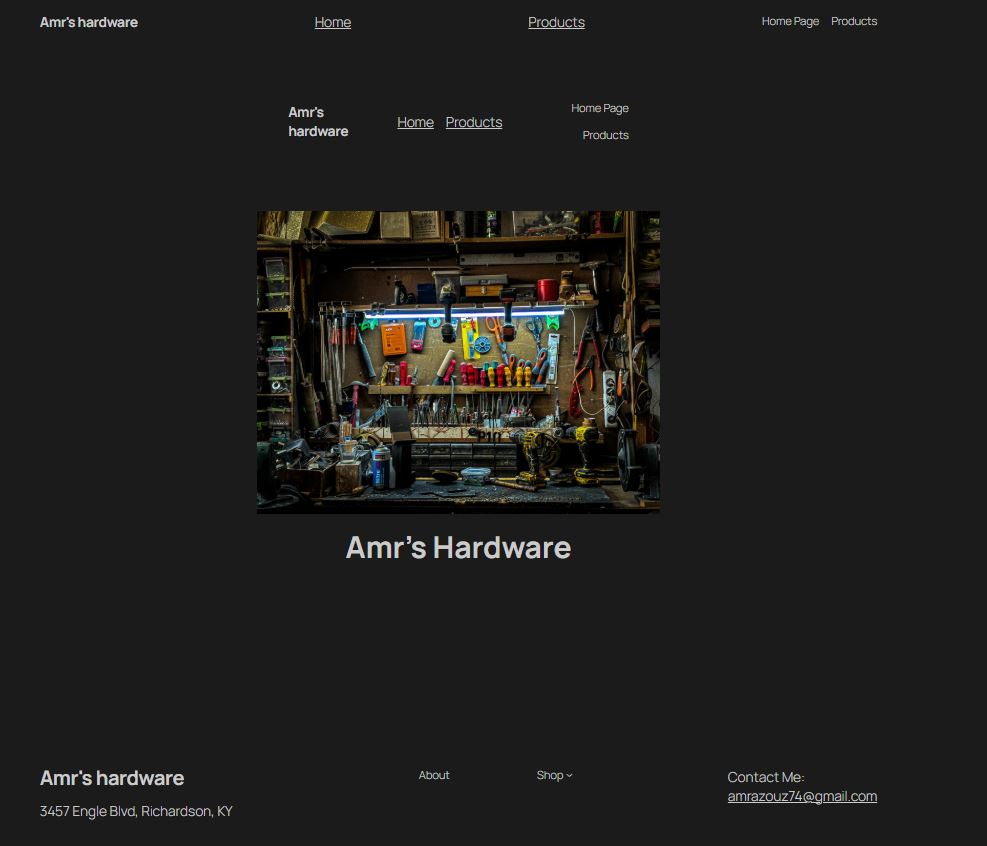 Amr's hardware Home Products Home Page Products
Amr's
hardware
Home Products
Home Page
Products
Amr's Hardware
Amr's hardware
3457 Engle Blvd, Richardson, KY
About
Shop
Contact Me:
amrazouz74@gmail.com